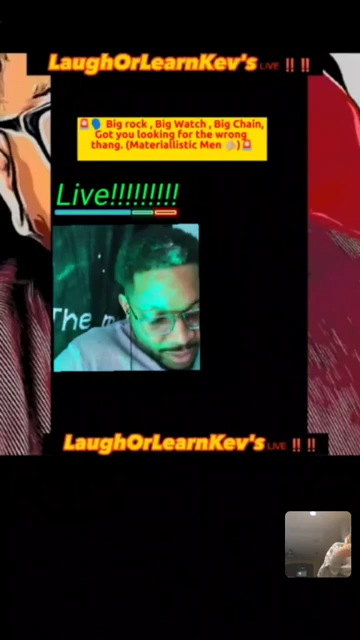 LaughOrLearnKev's LIVE ‼️ ‼️
🚨🗣️ Big rock , Big Watch , Big Chain,
Got you looking for the wrong
thang. (Materiallistic Men 🪨)🚨
Live!!!!!!!!!
The m
LaughOrLearnKev's LIVE ‼️ ‼️